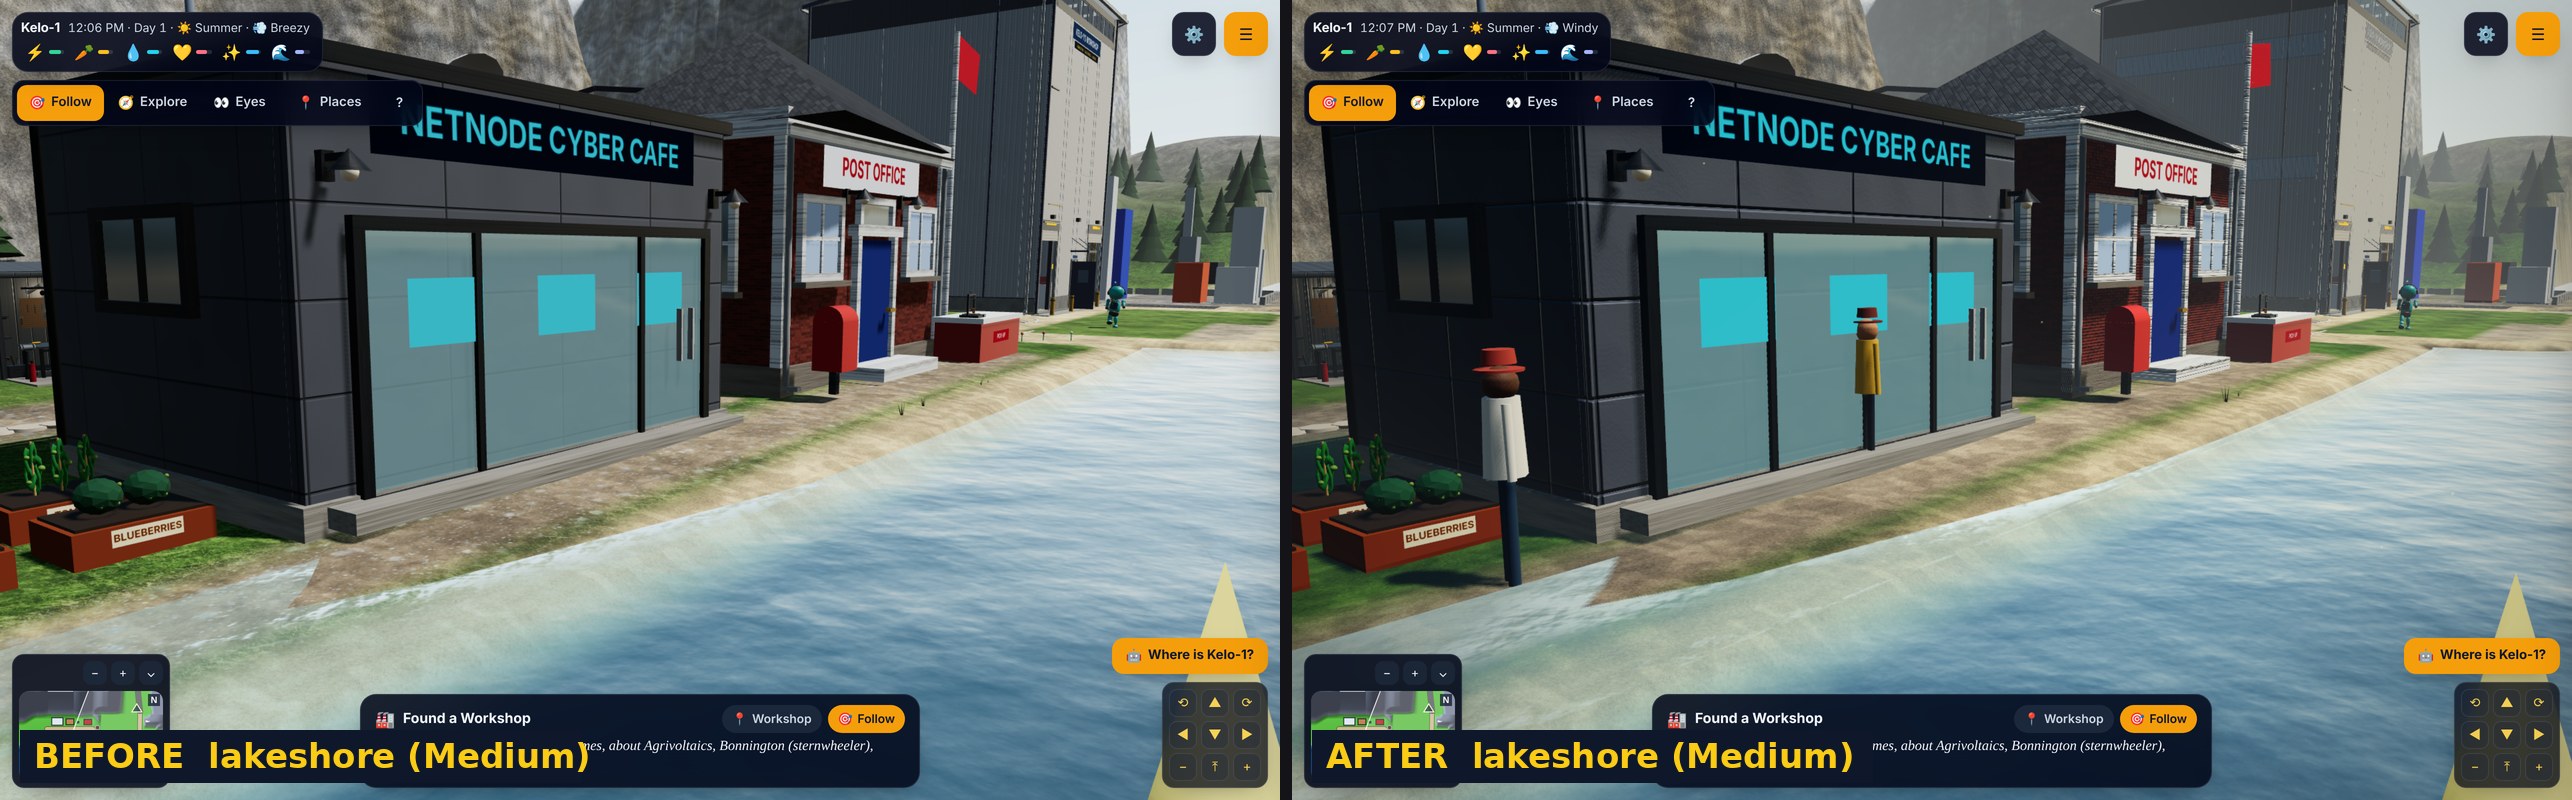 Kelo-1 12:06 PM · Day 1 · ☀️ Summer · 💨 Breezy
🎯 Follow 🧭 Explore 👀 Eyes 📍 Places ?
NETNODE CYBER CAFE
POST OFFICE
BLUEBERRIES
🤖 Where is Kelo-1?
N
🏭 Found a Workshop 📍 Workshop 🎯 Follow
mes, about Agrivoltaics, Bonnington (sternwheeler),
BEFORE lakeshore (Medium)
Kelo-1 12:07 PM · Day 1 · ☀️ Summer · 💨 Windy
🎯 Follow 🧭 Explore 👀 Eyes 📍 Places ?
NETNODE CYBER CAFE
POST OFFICE
BLUEBERRIES
🤖 Where is Kelo-1?
N
🏭 Found a Workshop 📍 Workshop 🎯 Follow
mes, about Agrivoltaics, Bonnington (sternwheeler),
AFTER lakeshore (Medium)